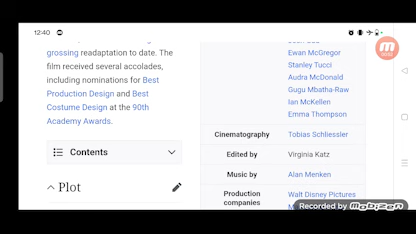 12:40
grossing readaptation to date. The
film received several accolades,
including nominations for Best
Production Design and Best
Costume Design at the 90th
Academy Awards.
Contents
Plot
Ewan McGregor
Stanley Tucci
Audra McDonald
Gugu Mbatha-Raw
Ian McKellen
Emma Thompson
Cinematography Tobias Schliessler
Edited by Virginia Katz
Music by Alan Menken
Production companies Walt Disney Pictures
Recorded by Mobizen